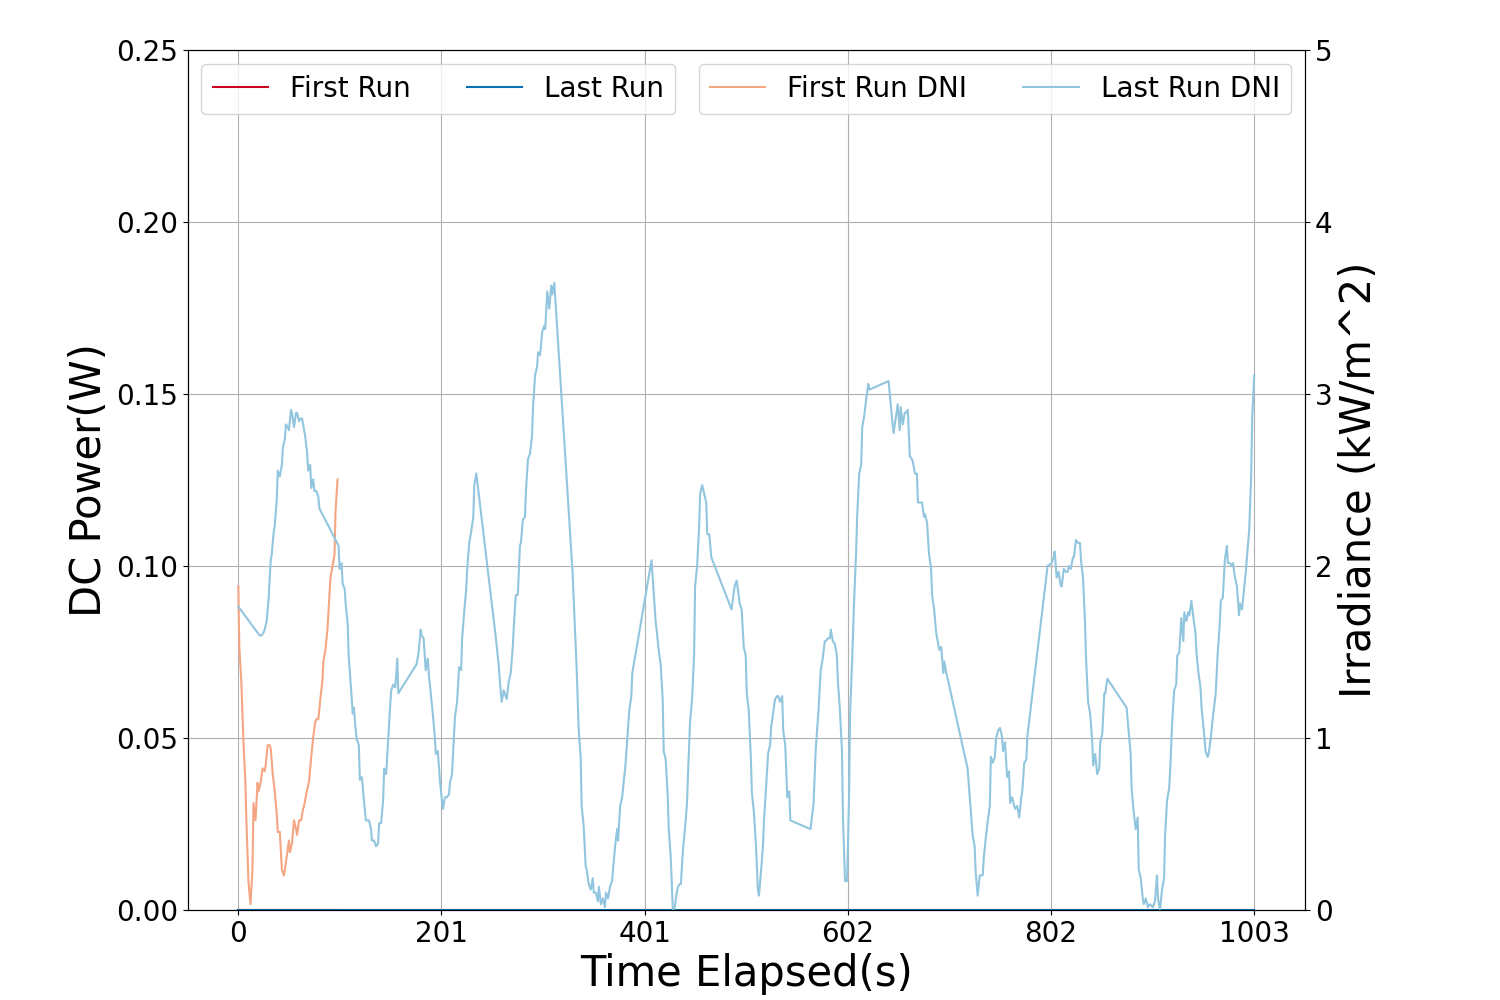 First Run
Last Run
First Run DNI
Last Run DNI
DC Power(W)
0.25
0.20
0.15
0.10
0.05
0.00
5
4
3
2
1
0
Irradiance (kW/m^2)
0 201 401 602 802 1003
Time Elapsed(s)